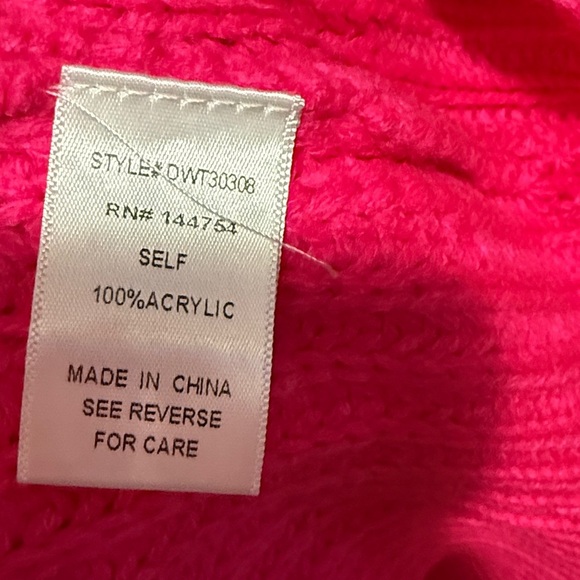 STYLE# DWT30308
RN# 144754
SELF
100%ACRYLIC
MADE IN CHINA
SEE REVERSE
FOR CARE